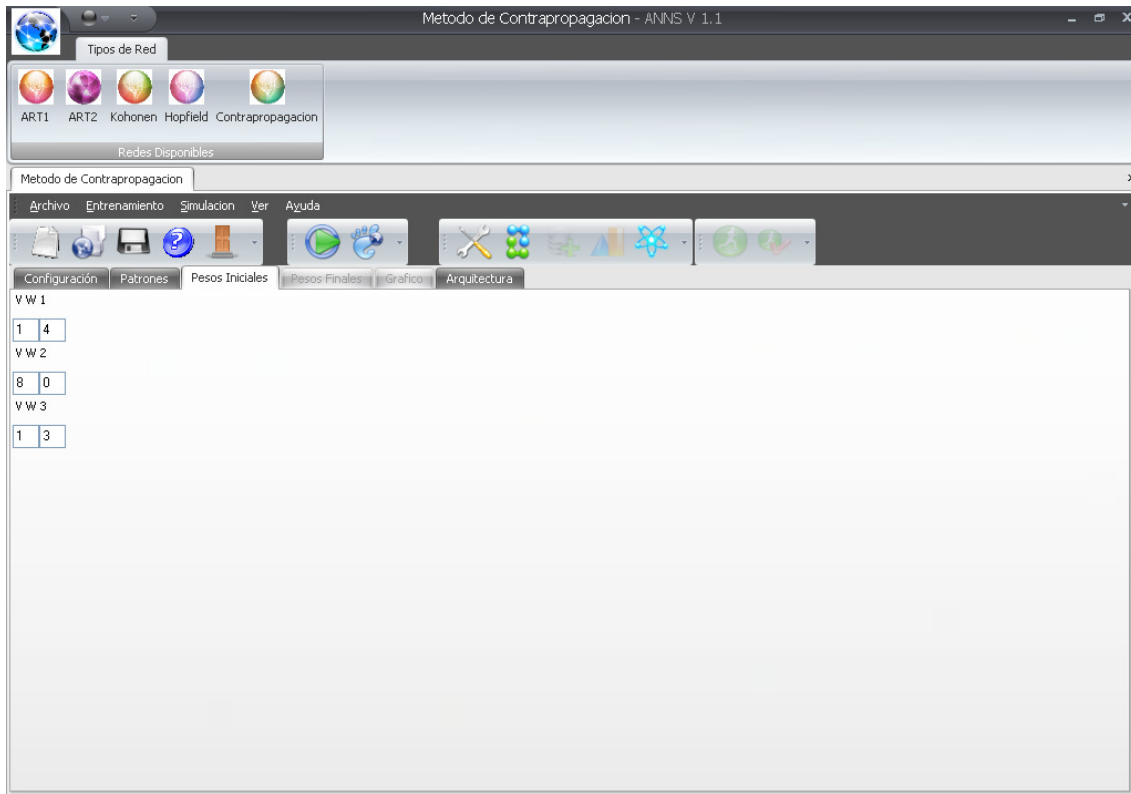 Metodo de Contrapropagacion - ANNS V 1.1
Tipos de Red
ART1 ART2 Kohonen Hopfield Contrapropagacion
Redes Disponibles
Metodo de Contrapropagacion
Archivo Entrenamiento Simulacion Ver Ayuda
Configuración Patrones Pesos Iniciales Pesos Finales Grafico Arquitectura
V W 1
1 4
V W 2
8 0
V W 3
1 3